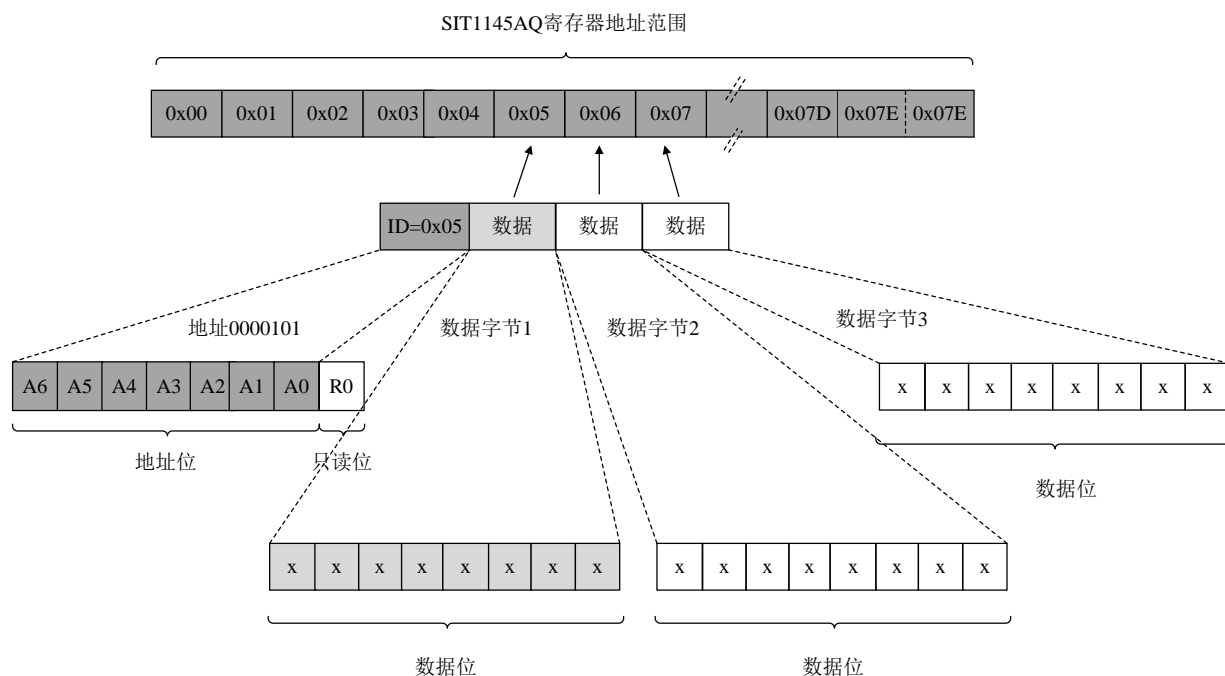 SIT1145AQ寄存器地址范围
0x00 0x01 0x02 0x03 0x04 0x05 0x06 0x07 0x07D 0x07E 0x07E
ID=0x05 数据 数据 数据
地址0000101 数据字节1 数据字节2 数据字节3
A6 A5 A4 A3 A2 A1 A0 R0 x x x x x x x x
地址位 只读位
数据位
x x x x x x x x x x x x x x x x
数据位 数据位